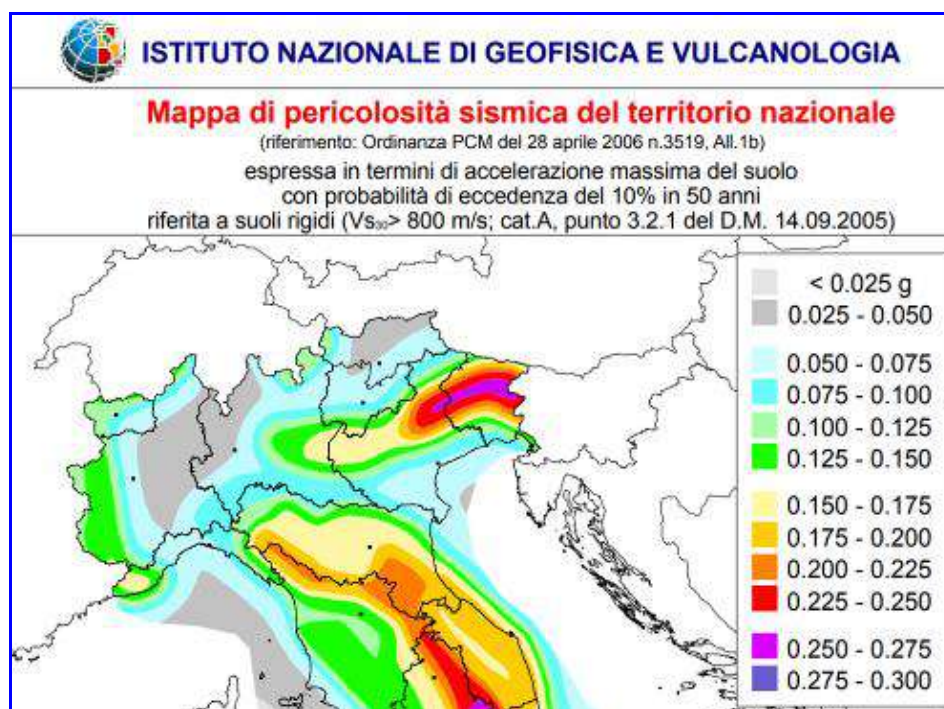 ISTITUTO NAZIONALE DI GEOFISICA E VULCANOLOGIA
Mappa di pericolosità sismica del territorio nazionale
(riferimento: Ordinanza PCM del 28 aprile 2006 n.3519, All.1b)
espressa in termini di accelerazione massima del suolo
con probabilità di eccedenza del 10% in 50 anni
riferita a suoli rigidi (Vs₃₀> 800 m/s; cat.A, punto 3.2.1 del D.M. 14.09.2005)
< 0.025 g
0.025 - 0.050
0.050 - 0.075
0.075 - 0.100
0.100 - 0.125
0.125 - 0.150
0.150 - 0.175
0.175 - 0.200
0.200 - 0.225
0.225 - 0.250
0.250 - 0.275
0.275 - 0.300